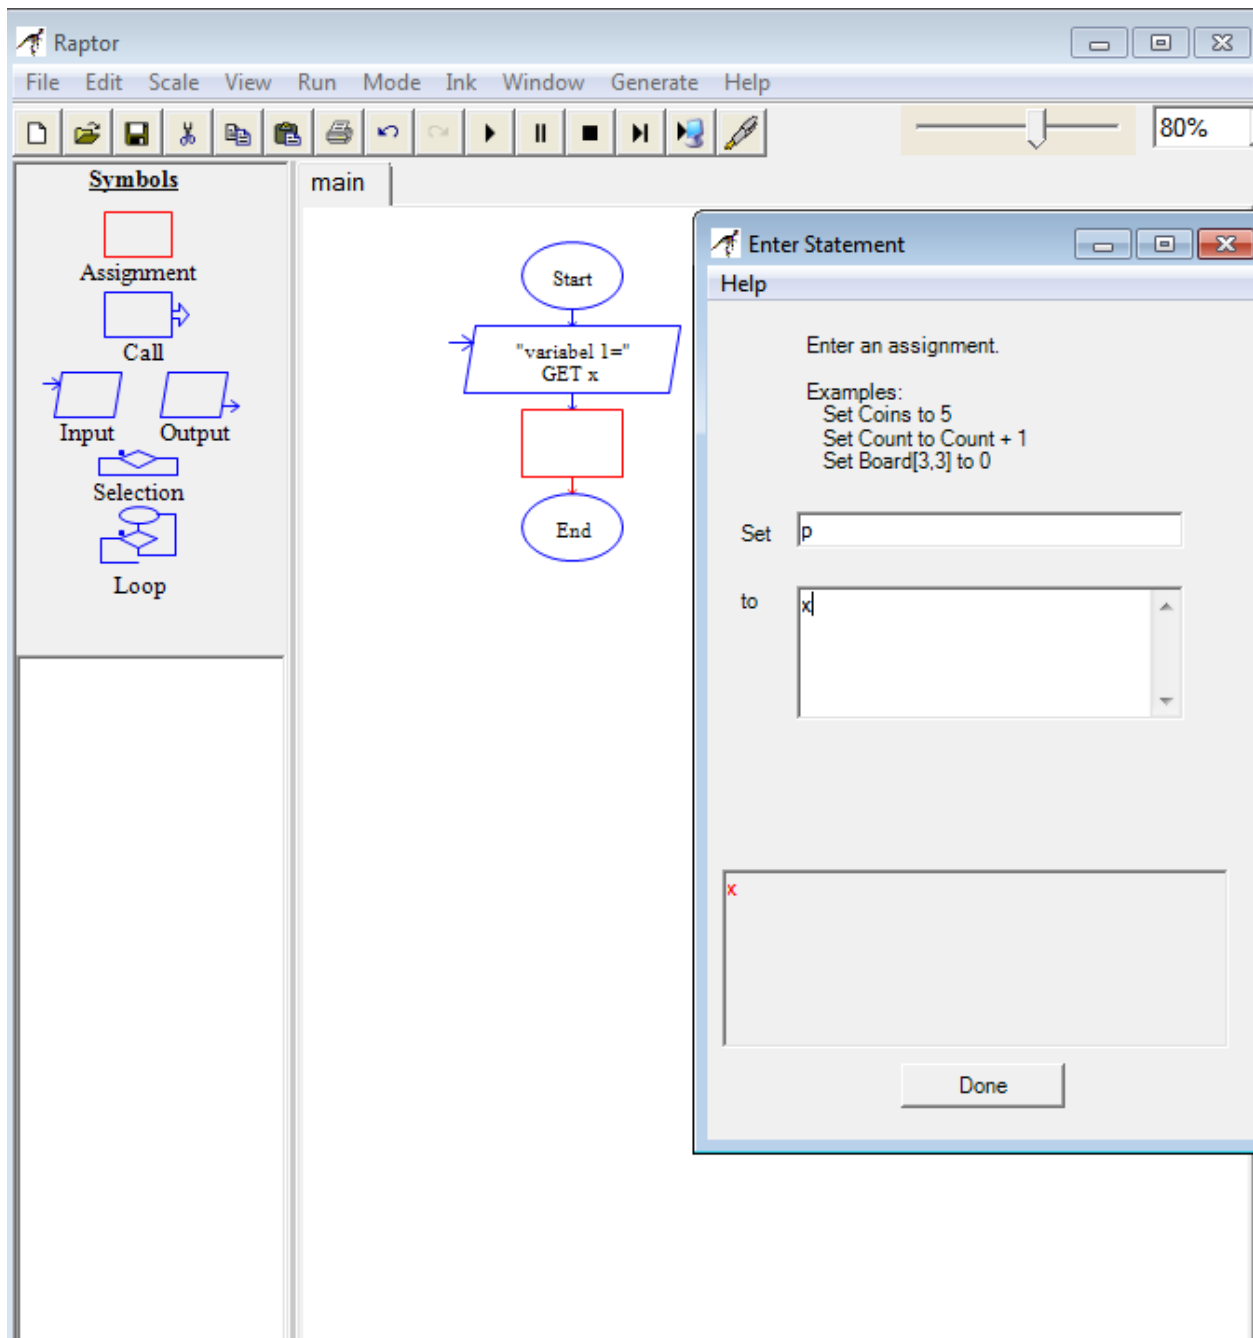 Raptor
File Edit Scale View Run Mode Ink Window Generate Help
80%
Symbols
Assignment
Call
Input Output
Selection
Loop
main
Start
"variabel 1="
GET x
End
Enter Statement
Help
Enter an assignment.
Examples:
Set Coins to 5
Set Count to Count + 1
Set Board[3,3] to 0
Set p
to x
x
Done